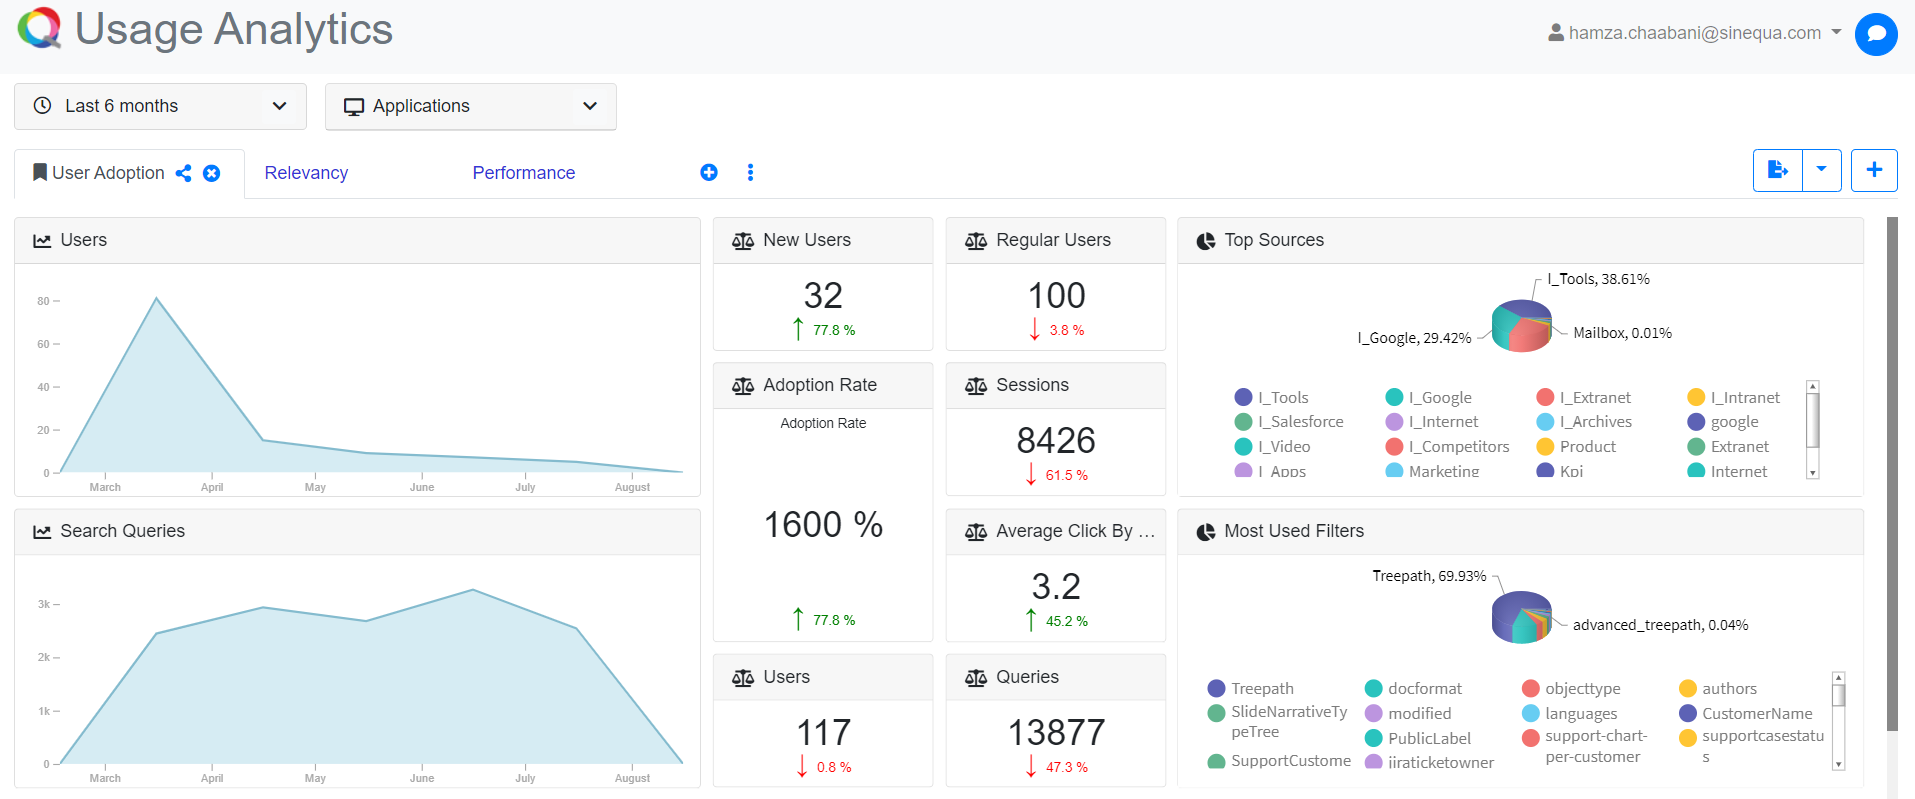 Usage Analytics
hamza.chaabani@sinequa.com
Last 6 months
Applications
User Adoption
Relevancy
Performance
Users
80
60
40
20
0
March April May June July August
New Users
32
77.8 %
Regular Users
100
3.8 %
Top Sources
I_Tools, 38.61%
I_Google, 29.42%
Mailbox, 0.01%
I_Tools I_Google I_Extranet I_Intranet
I_Salesforce I_Internet I_Archives google
I_Video I_Competitors Product Extranet
I_Apps Marketing Kpi Internet
Adoption Rate
Adoption Rate
1600 %
77.8 %
Sessions
8426
61.5 %
Search Queries
3k
2k
1k
0
March April May June July August
Average Click By ...
3.2
45.2 %
Most Used Filters
Treepath, 69.93%
advanced_treepath, 0.04%
Treepath docformat objecttype authors
SlideNarrativeTy
peTree
modified languages CustomerName
PublicLabel
support-chart-
per-customer
supportcasestatu
s
SupportCustome iiraticketowner
Users
117
0.8 %
Queries
13877
47.3 %